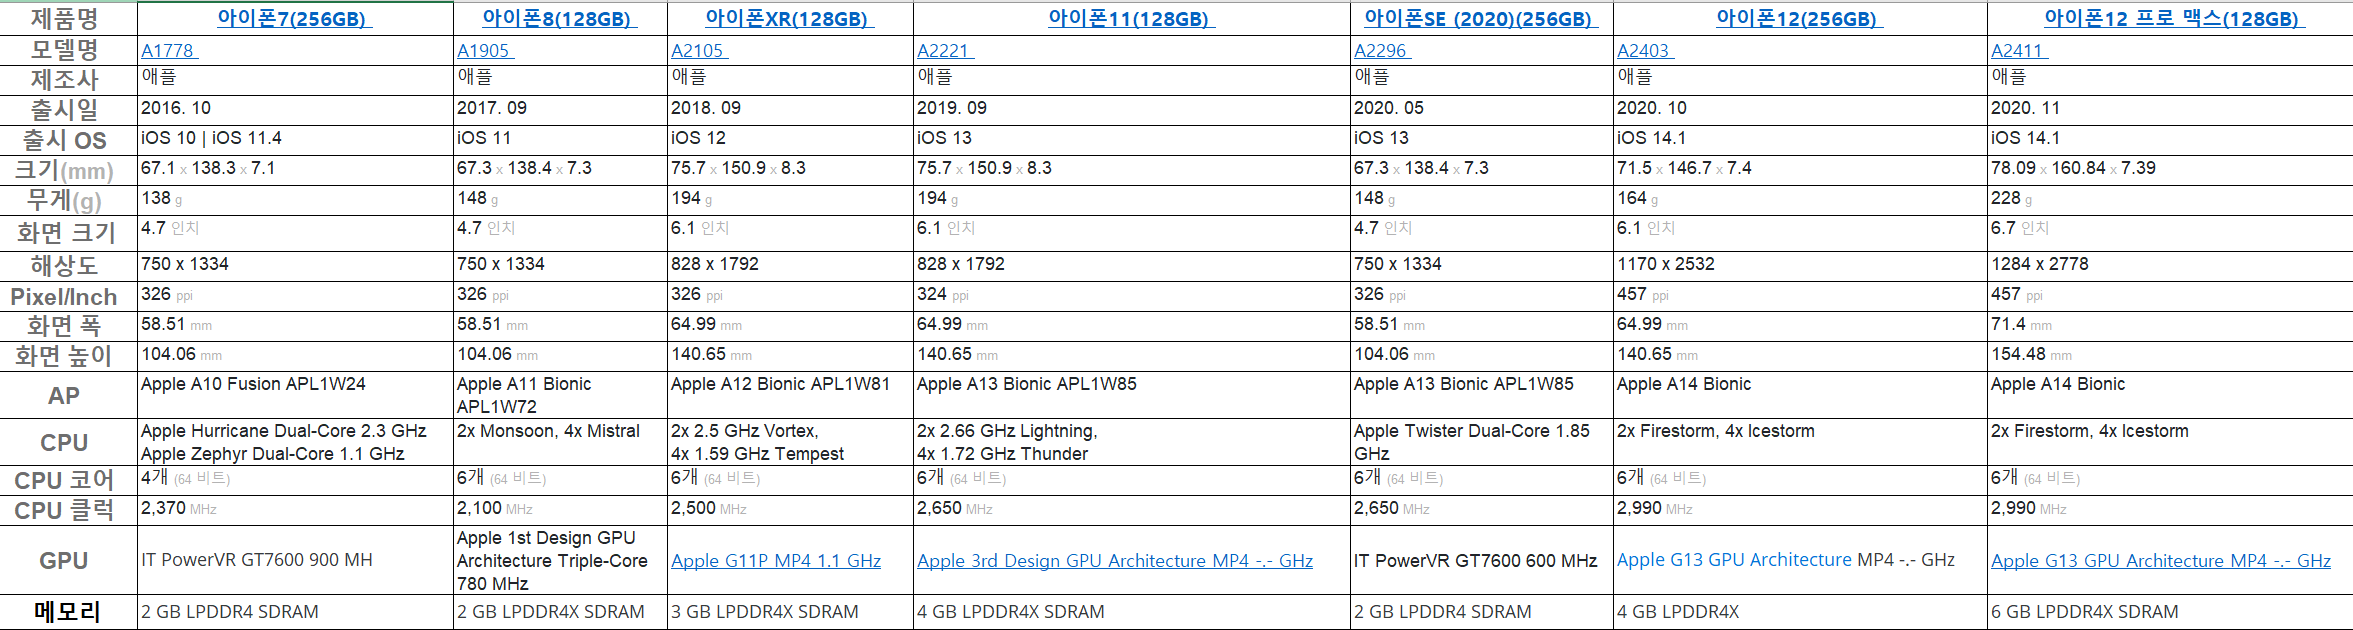 제품명 아이폰7(256GB) 아이폰8(128GB) 아이폰XR(128GB) 아이폰11(128GB) 아이폰SE (2020)(256GB) 아이폰12(256GB) 아이폰12 프로 맥스(128GB)
모델명 A1778 A1905 A2105 A2221 A2296 A2403 A2411
제조사 애플 애플 애플 애플 애플 애플 애플
출시일 2016. 10 2017. 09 2018. 09 2019. 09 2020. 05 2020. 10 2020. 11
출시 OS iOS 10 | iOS 11.4 iOS 11 iOS 12 iOS 13 iOS 13 iOS 14.1 iOS 14.1
크기(mm) 67.1 x 138.3 x 7.1 67.3 x 138.4 x 7.3 75.7 x 150.9 x 8.3 75.7 x 150.9 x 8.3 67.3 x 138.4 x 7.3 71.5 x 146.7 x 7.4 78.09 x 160.84 x 7.39
무게(g) 138 g 148 g 194 g 194 g 148 g 164 g 228 g
화면 크기 4.7 인치 4.7 인치 6.1 인치 6.1 인치 4.7 인치 6.1 인치 6.7 인치
해상도 750 x 1334 750 x 1334 828 x 1792 828 x 1792 750 x 1334 1170 x 2532 1284 x 2778
Pixel/Inch 326 ppi 326 ppi 326 ppi 324 ppi 326 ppi 457 ppi 457 ppi
화면 폭 58.51 mm 58.51 mm 64.99 mm 64.99 mm 58.51 mm 64.99 mm 71.4 mm
화면 높이 104.06 mm 104.06 mm 140.65 mm 140.65 mm 104.06 mm 140.65 mm 154.48 mm
AP Apple A10 Fusion APL1W24 Apple A11 Bionic
APL1W72 Apple A12 Bionic APL1W81 Apple A13 Bionic APL1W85 Apple A13 Bionic APL1W85 Apple A14 Bionic Apple A14 Bionic
CPU Apple Hurricane Dual-Core 2.3 GHz
Apple Zephyr Dual-Core 1.1 GHz 2x Monsoon, 4x Mistral 2x 2.5 GHz Vortex,
4x 1.59 GHz Tempest 2x 2.66 GHz Lightning,
4x 1.72 GHz Thunder Apple Twister Dual-Core 1.85
GHz 2x Firestorm, 4x Icestorm 2x Firestorm, 4x Icestorm
CPU 코어 4개 (64 비트) 6개 (64 비트) 6개 (64 비트) 6개 (64 비트) 6개 (64 비트) 6개 (64 비트) 6개 (64 비트)
CPU 클럭 2,370 MHz 2,100 MHz 2,500 MHz 2,650 MHz 2,650 MHz 2,990 MHz 2,990 MHz
GPU IT PowerVR GT7600 900 MH Apple 1st Design GPU
Architecture Triple-Core
780 MHz Apple G11P MP4 1.1 GHz Apple 3rd Design GPU Architecture MP4 -.- GHz IT PowerVR GT7600 600 MHz Apple G13 GPU Architecture MP4 -.- GHz Apple G13 GPU Architecture MP4 -.- GHz
메모리 2 GB LPDDR4 SDRAM 2 GB LPDDR4X SDRAM 3 GB LPDDR4X SDRAM 4 GB LPDDR4X SDRAM 2 GB LPDDR4 SDRAM 4 GB LPDDR4X 6 GB LPDDR4X SDRAM